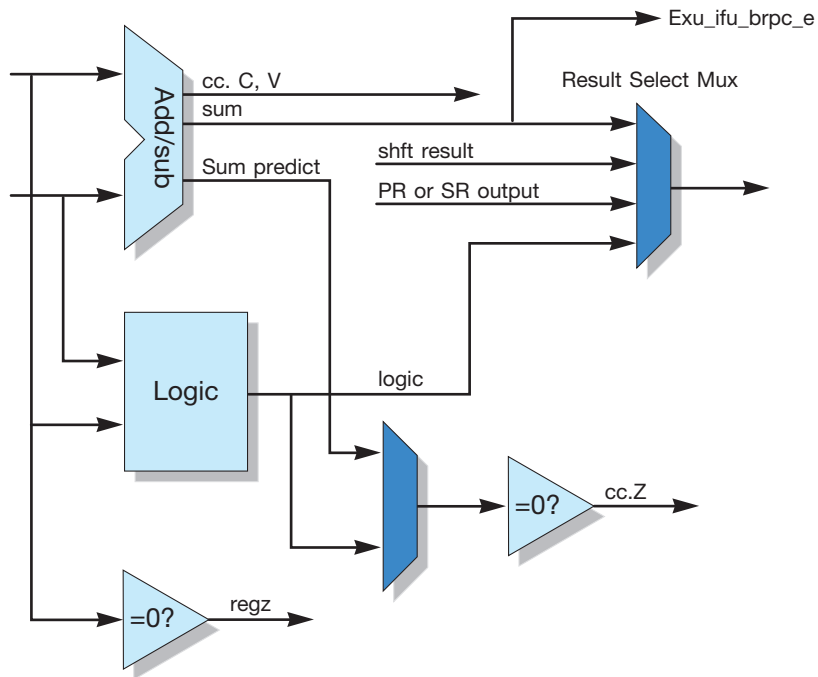 Exu_ifu_brpc_e
Result Select Mux
cc. C, V
sum
Add/sub
shft result
Sum predict
PR or SR output
logic
Logic
cc.Z
=0?
regz
=0?